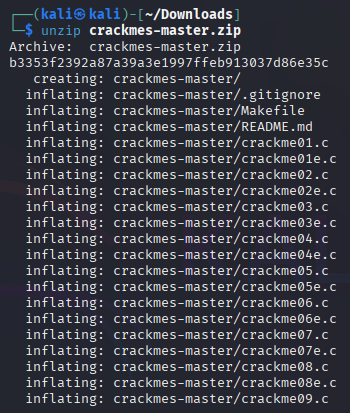 ┌──(kali㉿kali)-[~/Downloads]
└─$ unzip crackmes-master.zip
Archive:  crackmes-master.zip
b3353f2392a87a39a3e1997ffeb913037d86e35c
   creating: crackmes-master/
  inflating: crackmes-master/.gitignore
  inflating: crackmes-master/Makefile
  inflating: crackmes-master/README.md
  inflating: crackmes-master/crackme01.c
  inflating: crackmes-master/crackme01e.c
  inflating: crackmes-master/crackme02.c
  inflating: crackmes-master/crackme02e.c
  inflating: crackmes-master/crackme03.c
  inflating: crackmes-master/crackme03e.c
  inflating: crackmes-master/crackme04.c
  inflating: crackmes-master/crackme04e.c
  inflating: crackmes-master/crackme05.c
  inflating: crackmes-master/crackme05e.c
  inflating: crackmes-master/crackme06.c
  inflating: crackmes-master/crackme06e.c
  inflating: crackmes-master/crackme07.c
  inflating: crackmes-master/crackme07e.c
  inflating: crackmes-master/crackme08.c
  inflating: crackmes-master/crackme08e.c
  inflating: crackmes-master/crackme09.c